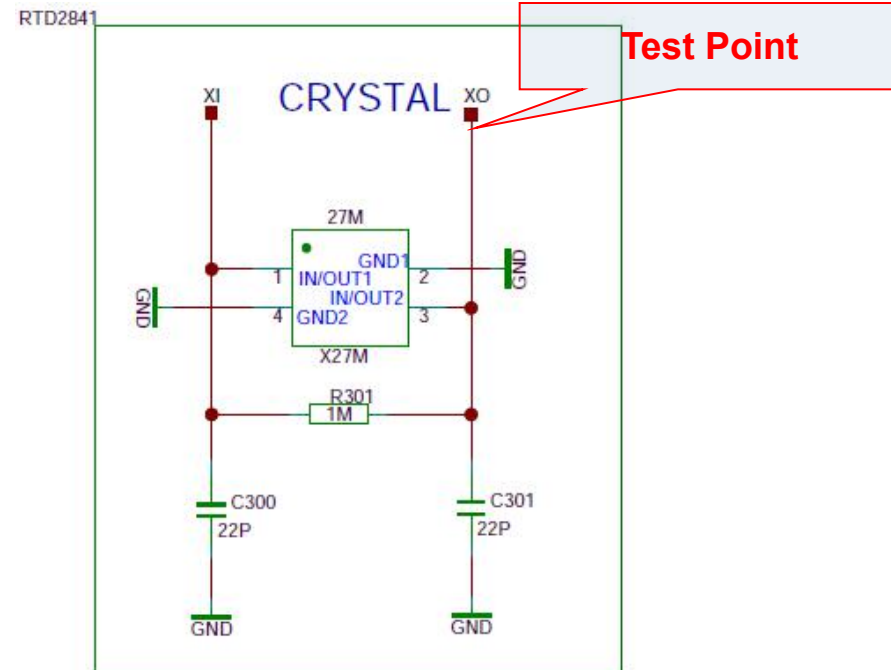 RTD2841
Test Point
XI
CRYSTAL
XO
27M
GND1
1
IN/OUT1
2
GND
GND
IN/OUT2
4
GND2
3
X27M
R301
1M
C300
22P
C301
22P
GND
GND